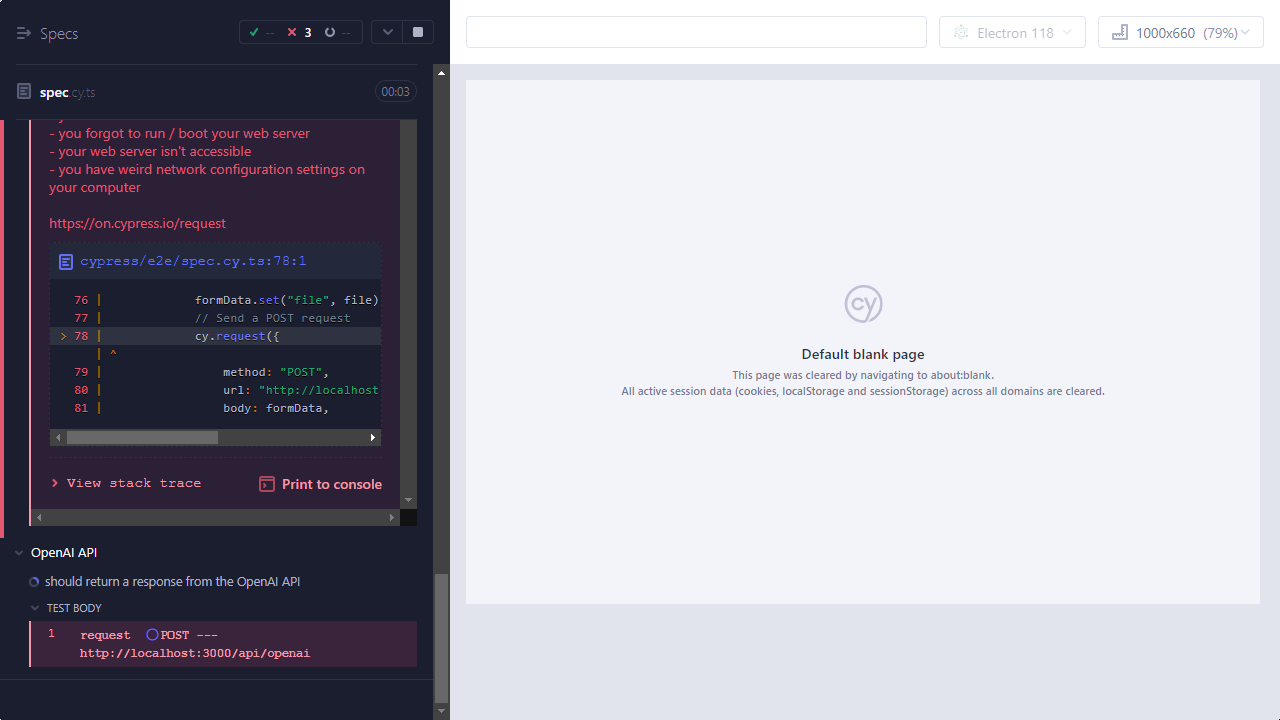 Specs
-- 3 --
Electron 118
1000x660 (79%)
spec.cy.ts
00:03
- you forgot to run / boot your web server
- your web server isn't accessible
- you have weird network configuration settings on
your computer
https://on.cypress.io/request
cypress/e2e/spec.cy.ts:78:1
76 | formData.set("file", file)
77 | // Send a POST request
> 78 | cy.request({
| ^
79 | method: "POST",
80 | url: "http://localhost
81 | body: formData,
> View stack trace
Print to console
cy
Default blank page
This page was cleared by navigating to about:blank.
All active session data (cookies, localStorage and sessionStorage) across all domains are cleared.
OpenAI API
should return a response from the OpenAI API
TEST BODY
1 request POST ---
http://localhost:3000/api/openai